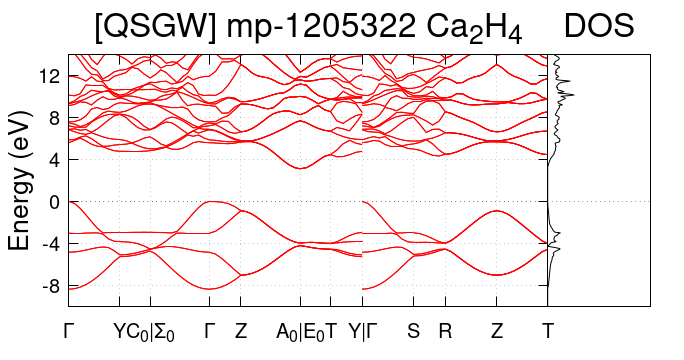 [QSGW] mp-1205322 Ca₂H₄ DOS
Energy (eV)
12
8
4
0
-4
-8
Γ YC₀|Σ₀ Γ Z A₀|E₀T Y|Γ S R Z T